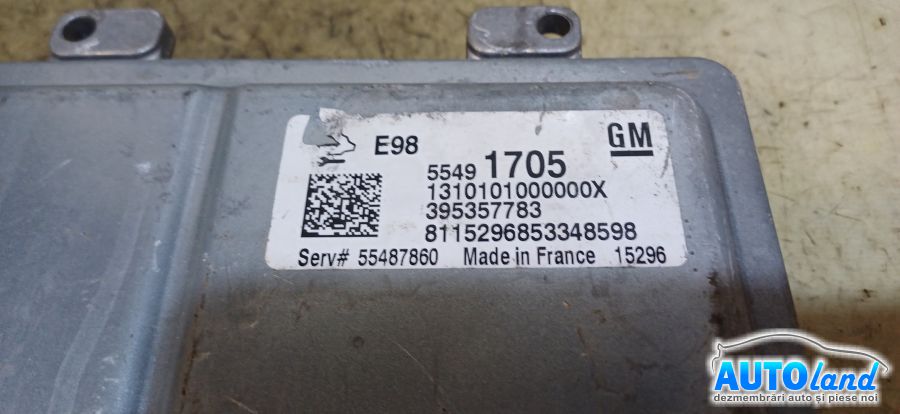 E98
GM
5549 1705
1310101000000X
395357783
8115296853348598
Serv# 55487860 Made in France 15296
AUTOland
dezmembrări auto și piese noi